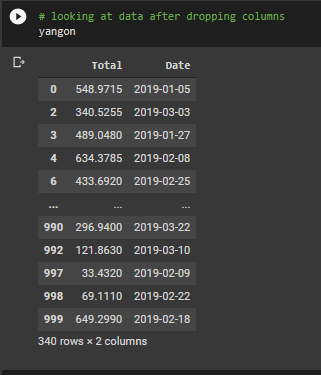 # looking at data after dropping columns
yangon
Total Date
0 548.9715 2019-01-05
2 340.5255 2019-03-03
3 489.0480 2019-01-27
4 634.3785 2019-02-08
6 433.6920 2019-02-25
... ... ...
990 296.9400 2019-03-22
992 121.8630 2019-03-10
997 33.4320 2019-02-09
998 69.1110 2019-02-22
999 649.2990 2019-02-18
340 rows × 2 columns